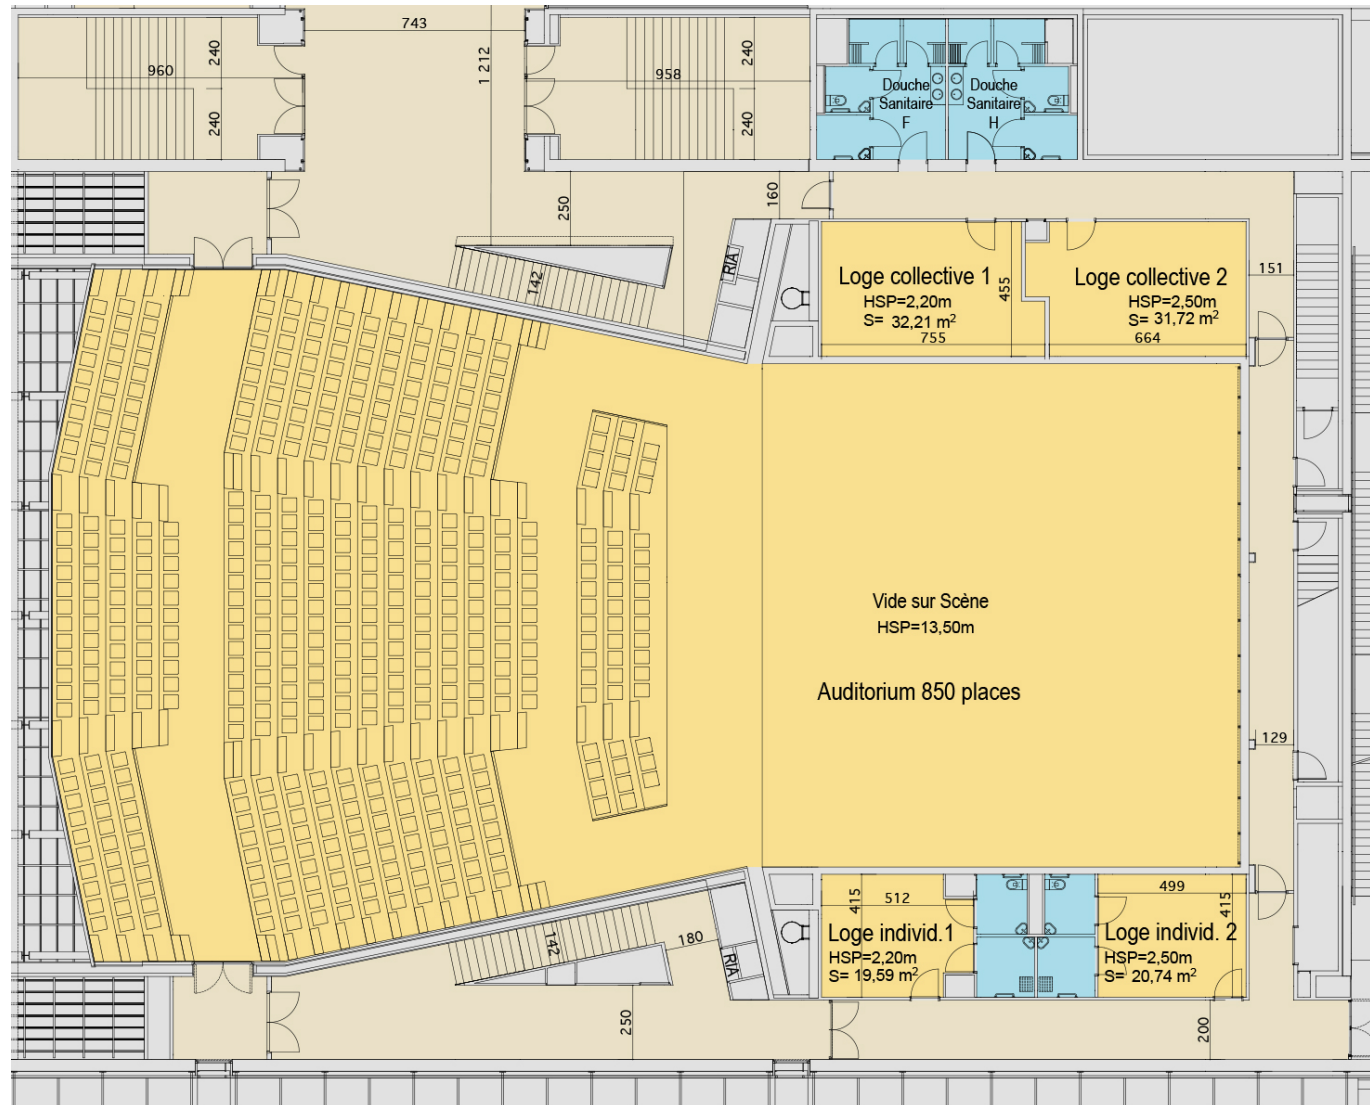 743
240
1 212
240
960
958
240
240
Douche
Sanitaire
F
Douche
Sanitaire
H
160
250
RIA
142
Loge collective 1
HSP=2,20m
S= 32,21 m²
455
755
Loge collective 2
HSP=2,50m
S= 31,72 m²
664
151
Vide sur Scène
HSP=13,50m
Auditorium 850 places
129
415
512
Loge individ.1
HSP=2,20m
S= 19,59 m²
499
415
Loge individ. 2
HSP=2,50m
S= 20,74 m²
142
180
RIA
250
200